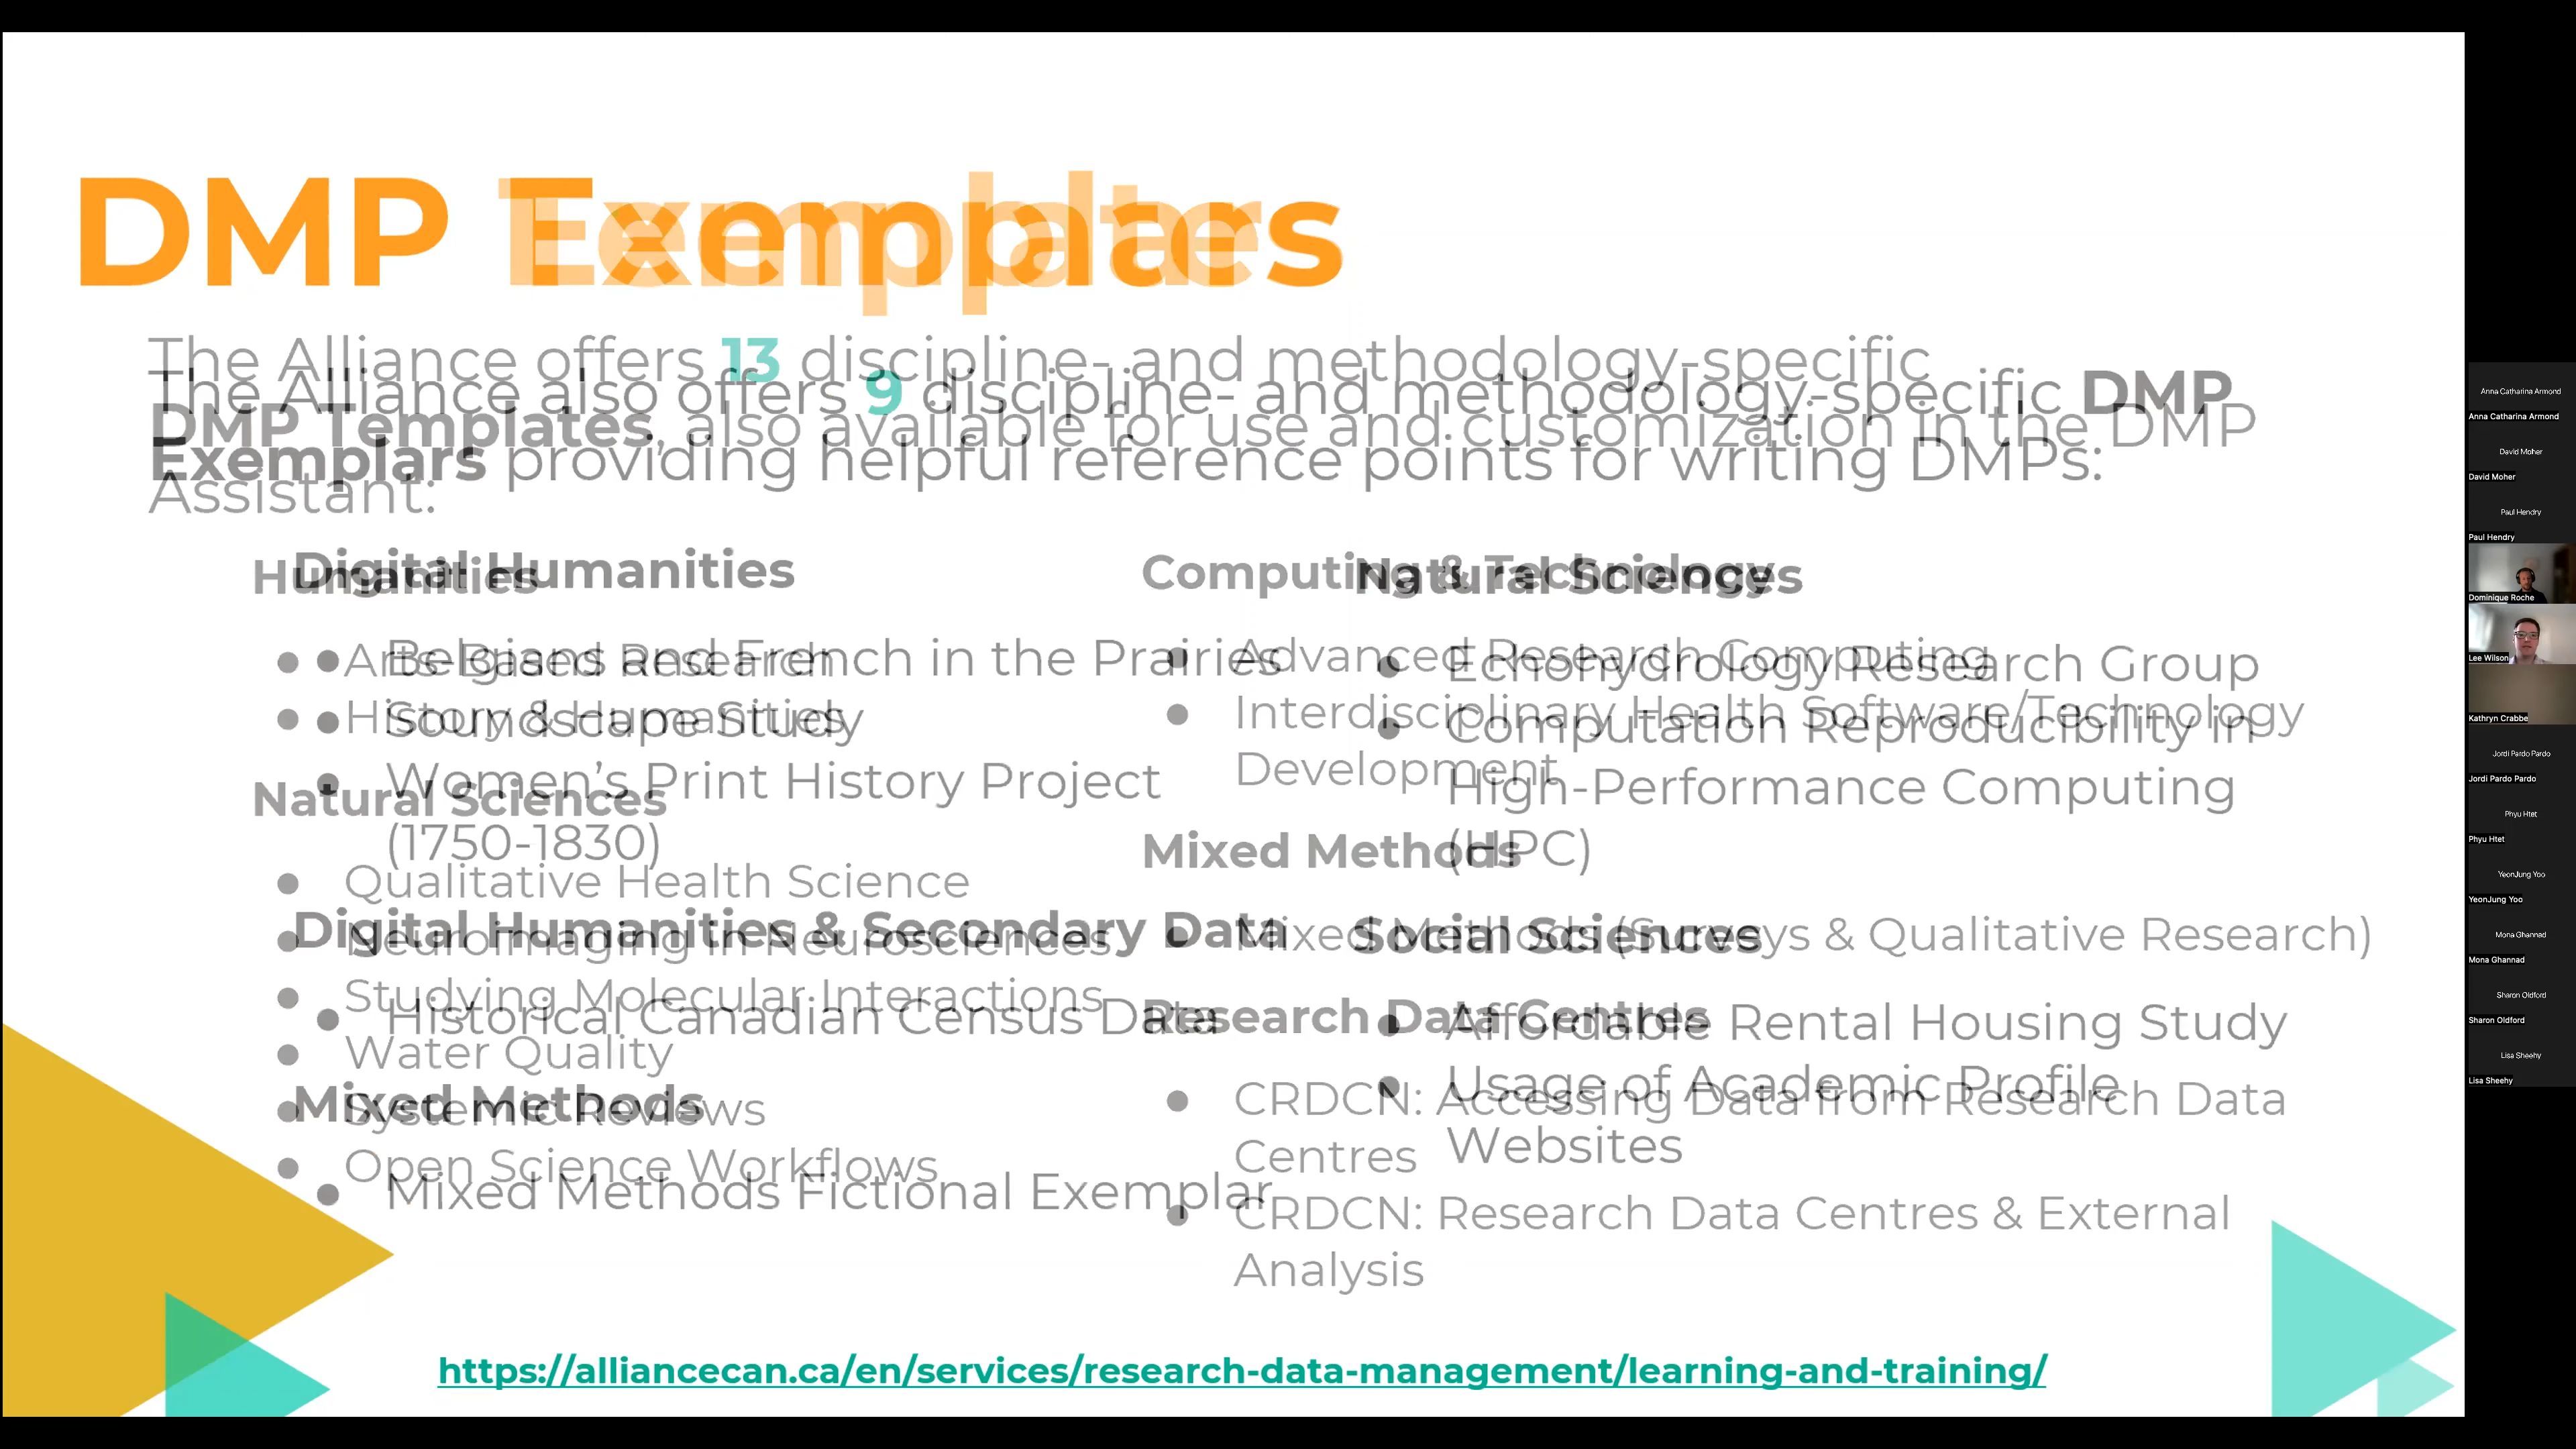 DMP Templates
DMP Exemplars
The Alliance offers 13 discipline- and methodology-specific
DMP Templates, also available for use and customization in the DMP
Assistant:
Humanities
Arts-Based Research
History & Humanities
Natural Sciences
Qualitative Health Science
Neuroimaging in Neurosciences
Studying Molecular Interactions
Water Quality
Systemic Reviews
Open Science Workflows
Computing & Technology
Advanced Research Computing
Interdisciplinary Health Software/Technology
Development
Mixed Methods
Mixed Methods (Surveys & Qualitative Research)
Research Data Centres
CRDCN: Accessing Data from Research Data
Centres
CRDCN: Research Data Centres & External
Analysis
The Alliance also offers 9 discipline- and methodology-specific DMP
Exemplars providing helpful reference points for writing DMPs:
Digital Humanities
Belgians and French in the Prairies
Soundscape Study
Women’s Print History Project
(1750-1830)
Digital Humanities & Secondary Data
Historical Canadian Census Data
Mixed Methods
Mixed Methods Fictional Exemplar
Natural Sciences
Echohydrology Research Group
Computation Reproducibility in
High-Performance Computing
(HPC)
Social Sciences
Affordable Rental Housing Study
Usage of Academic Profile
Websites
https://alliancecan.ca/en/services/research-data-management/learning-and-training/
Anna Catharina Armond
Anna Catharina Armond
David Moher
David Moher
Paul Hendry
Paul Hendry
Dominique Roche
Lee Wilson
Kathryn Crabbe
Jordi Pardo Pardo
Jordi Pardo Pardo
Phyu Htet
Phyu Htet
YeonJung Yoo
YeonJung Yoo
Mona Ghannad
Mona Ghannad
Sharon Oldford
Sharon Oldford
Lisa Sheehy
Lisa Sheehy